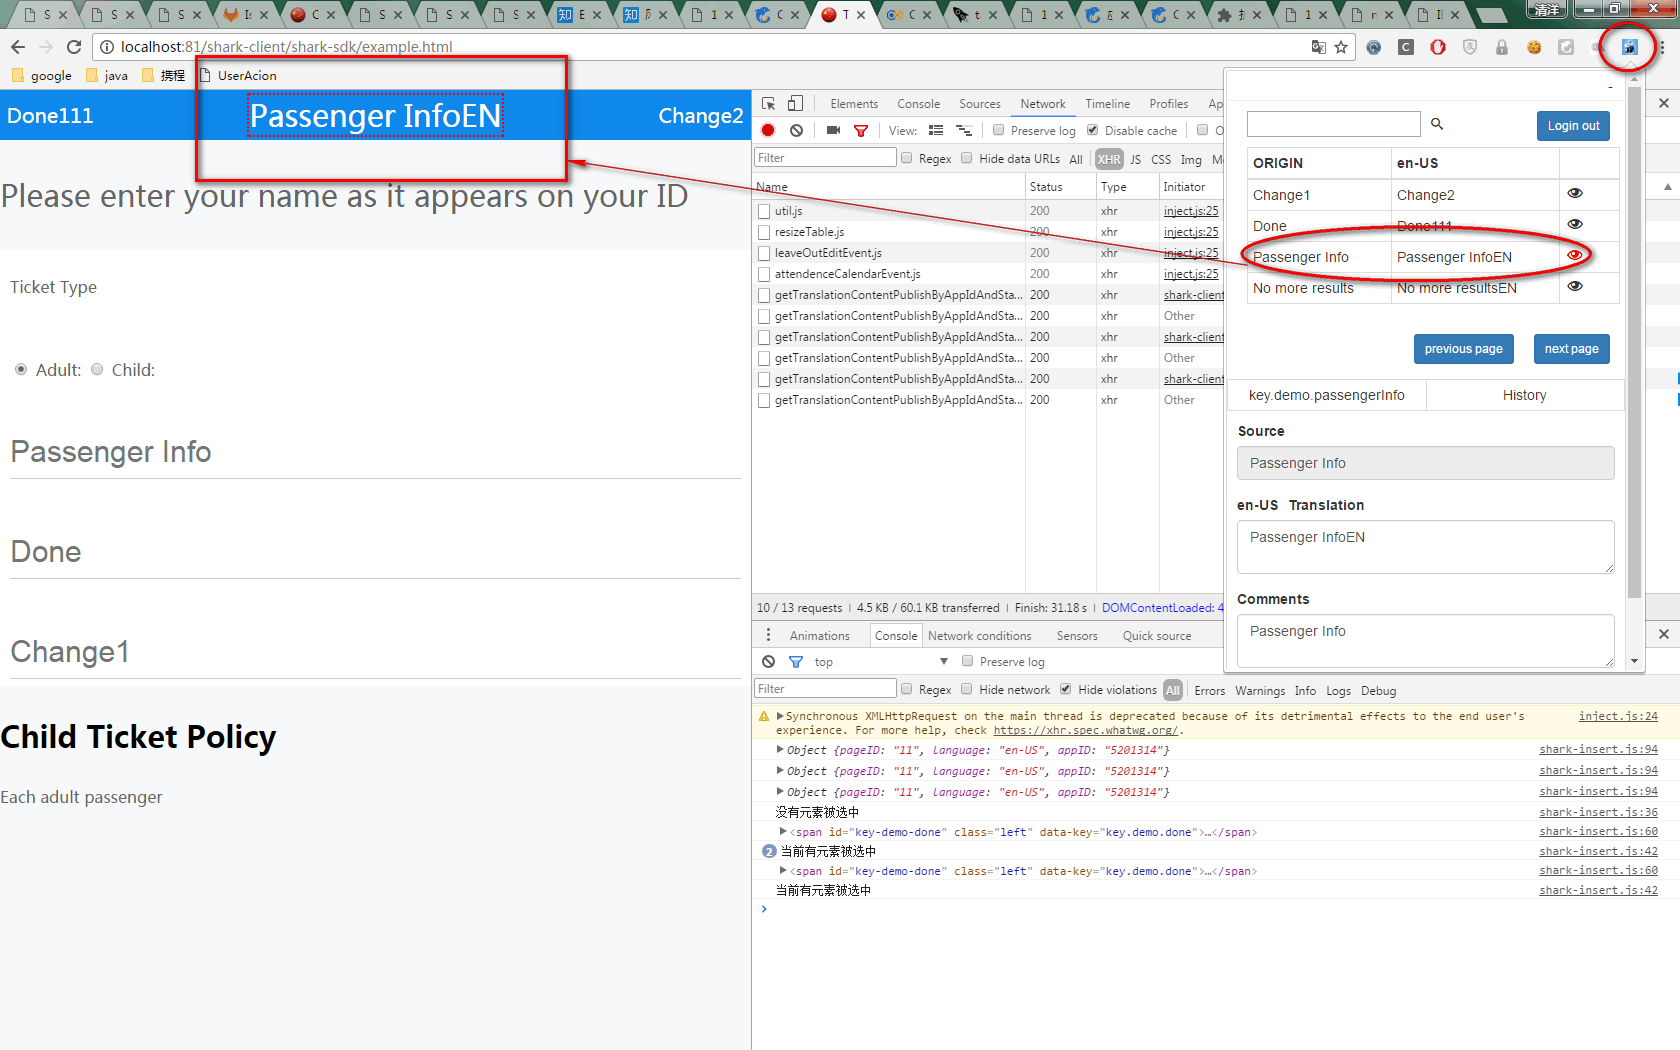 清洋
localhost:81/shark-client/shark-sdk/example.html
google
java
携程
UserAcion
Done111
Passenger InfoEN
Change2
Please enter your name as it appears on your ID
Ticket Type
Adult: Child:
Passenger Info
Done
Change1
Child Ticket Policy
Each adult passenger
Elements Console Sources Network Timeline Profiles Ap
View: Preserve log Disable cache
Filter Regex Hide data URLs All XHR JS CSS Img
Name Status Type Initiator
util.js 200 xhr inject.js:25
resizeTable.js 200 xhr inject.js:25
leaveOutEditEvent.js 200 xhr inject.js:25
attendenceCalendarEvent.js 200 xhr inject.js:25
getTranslationContentPublishByAppIdAndSta... 200 xhr shark-client
getTranslationContentPublishByAppIdAndSta... 200 xhr Other
getTranslationContentPublishByAppIdAndSta... 200 xhr shark-client
getTranslationContentPublishByAppIdAndSta... 200 xhr Other
getTranslationContentPublishByAppIdAndSta... 200 xhr shark-client
getTranslationContentPublishByAppIdAndSta... 200 xhr Other
10 / 13 requests | 4.5 KB / 60.1 KB transferred | Finish: 31.18 s | DOMContentLoaded: 4
Login out
ORIGIN en-US
Change1 Change2
Done Done111
Passenger Info Passenger InfoEN
No more results No more resultsEN
previous page next page
key.demo.passengerInfo History
Source
Passenger Info
en-US Translation
Passenger InfoEN
Comments
Passenger Info
Animations Console Network conditions Sensors Quick source
top Preserve log
Filter Regex Hide network Hide violations All Errors Warnings Info Logs Debug
Synchronous XMLHttpRequest on the main thread is deprecated because of its detrimental effects to the end user's inject.js:24
experience. For more help, check https://xhr.spec.whatwg.org/.
Object {pageID: "11", language: "en-US", appID: "5201314"} shark-insert.js:94
Object {pageID: "11", language: "en-US", appID: "5201314"} shark-insert.js:94
Object {pageID: "11", language: "en-US", appID: "5201314"} shark-insert.js:94
没有元素被选中 shark-insert.js:36
<span id="key-demo-done" class="left" data-key="key.demo.done">…</span> shark-insert.js:60
2 当前有元素被选中 shark-insert.js:42
<span id="key-demo-done" class="left" data-key="key.demo.done">…</span> shark-insert.js:60
当前有元素被选中 shark-insert.js:42